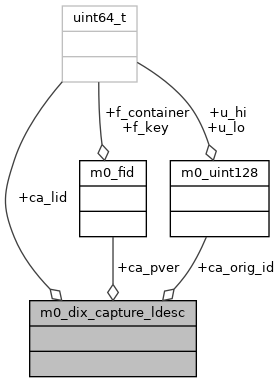 uint64_t
+f_container
+f_key
+u_hi
+u_lo
m0_fid
m0_uint128
+ca_lid
+ca_pver
+ca_orig_id
m0_dix_capture_ldesc